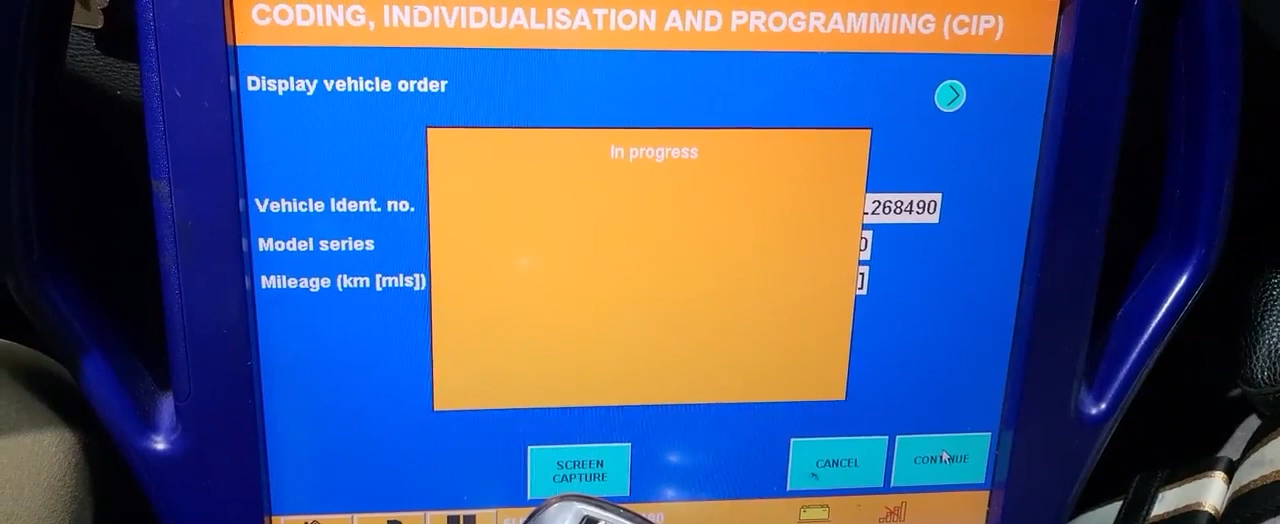 CODING, INDIVIDUALISATION AND PROGRAMMING (CIP)
Display vehicle order
In progress
Vehicle Ident. no.
268490
Model series
Mileage (km [mls])
]
SCREEN
CAPTURE
CANCEL
CONTINUE